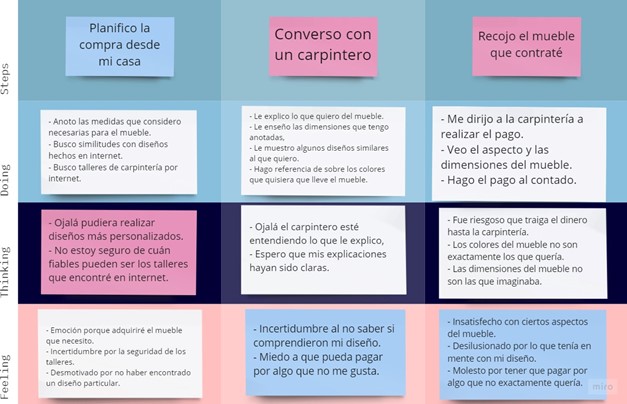 Steps
Planifico la
compra desde
mi casa
Converso con
un carpintero
Recojo el mueble
que contraté
Doing
- Anoto las medidas que considero
necesarias para el mueble.
- Busco similitudes con diseños
hechos en internet.
- Busco talleres de carpintería por
internet.
- Le explico lo que quiero del mueble.
- Le enseño las dimensiones que tengo
anotadas,
- Le muestro algunos diseños similares
al que quiero.
- Hago referencia de sobre los colores
que quisiera que lleve el mueble.
- Me dirijo a la carpintería a
realizar el pago.
- Veo el aspecto y las
dimensiones del mueble.
- Hago el pago al contado.
Thinking
- Ojalá pudiera realizar
diseños más personalizados.
- No estoy seguro de cuán
fiables pueden ser los talleres
que encontré en internet.
- Ojalá el carpintero esté
entendiendo lo que le explico,
- Espero que mis explicaciones
hayan sido claras.
- Fue riesgoso que traiga el dinero
hasta la carpintería.
- Los colores del mueble no son
exactamente los que quería.
- Las dimensiones del mueble no
son las que imaginaba.
Feeling
- Emoción porque adquiriré el mueble
que necesito.
- Incertidumbre por la seguridad de los
talleres.
- Desmotivado por no haber encontrado
un diseño particular.
- Incertidumbre al no saber si
comprendieron mi diseño.
- Miedo a que pueda pagar
por algo que no me gusta.
- Insatisfecho con ciertos aspectos
del mueble.
- Desilusionado por lo que tenía en
mente con mi diseño.
- Molesto por tener que pagar por
algo que no exactamente quería.
miro